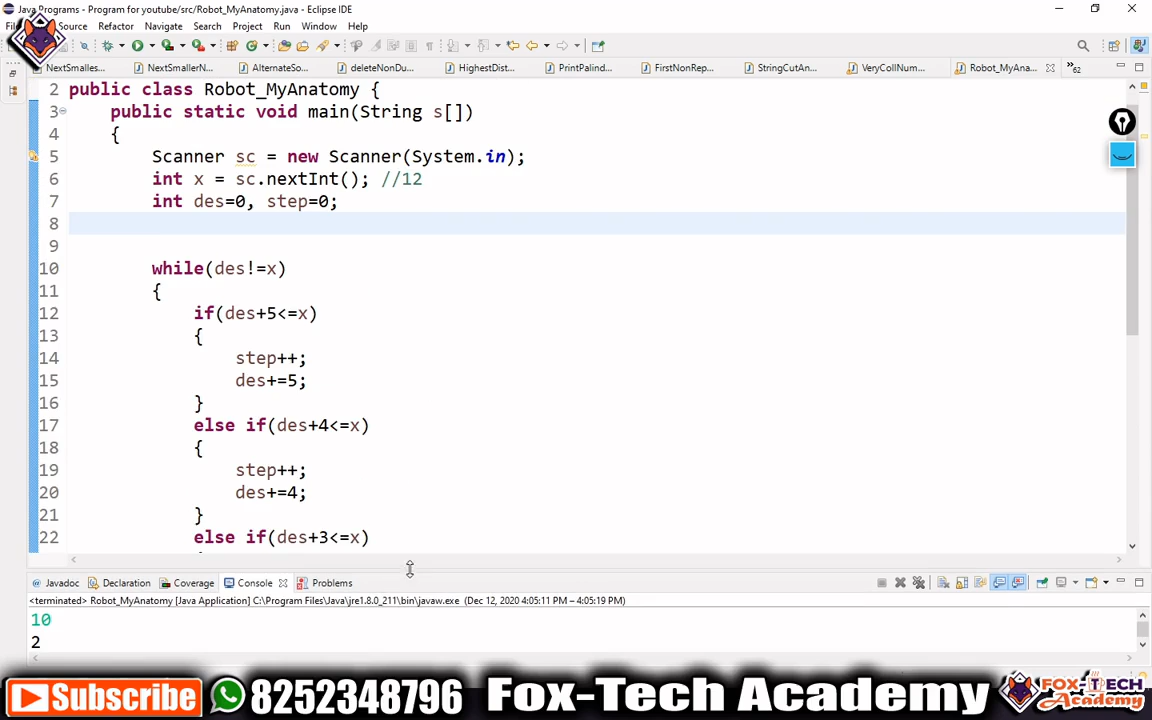 Java Programs - Program for youtube/src/Robot_MyAnatomy.java - Eclipse IDE
Source Refactor Navigate Search Project Run Window Help
NextSmalles... NextSmallerN... AlternateSo... deleteNonDu... HighestDist... PrintPalind... FirstNonRep... StringCutAn... VeryCollNum... Robot_MyAna... »62
2 public class Robot_MyAnatomy {
3 public static void main(String s[])
4 {
5 Scanner sc = new Scanner(System.in);
6 int x = sc.nextInt(); //12
7 int des=0, step=0;
8
9
10 while(des!=x)
11 {
12 if(des+5<=x)
13 {
14 step++;
15 des+=5;
16 }
17 else if(des+4<=x)
18 {
19 step++;
20 des+=4;
21 }
22 else if(des+3<=x)
Javadoc Declaration Coverage Console Problems
<terminated> Robot_MyAnatomy [Java Application] C:\Program Files\Java\jre1.8.0_211\bin\javaw.exe (Dec 12, 2020 4:05:11 PM – 4:05:19 PM)
10
2
Subscribe 8252348796 Fox-Tech Academy FOX-TECH
Academy